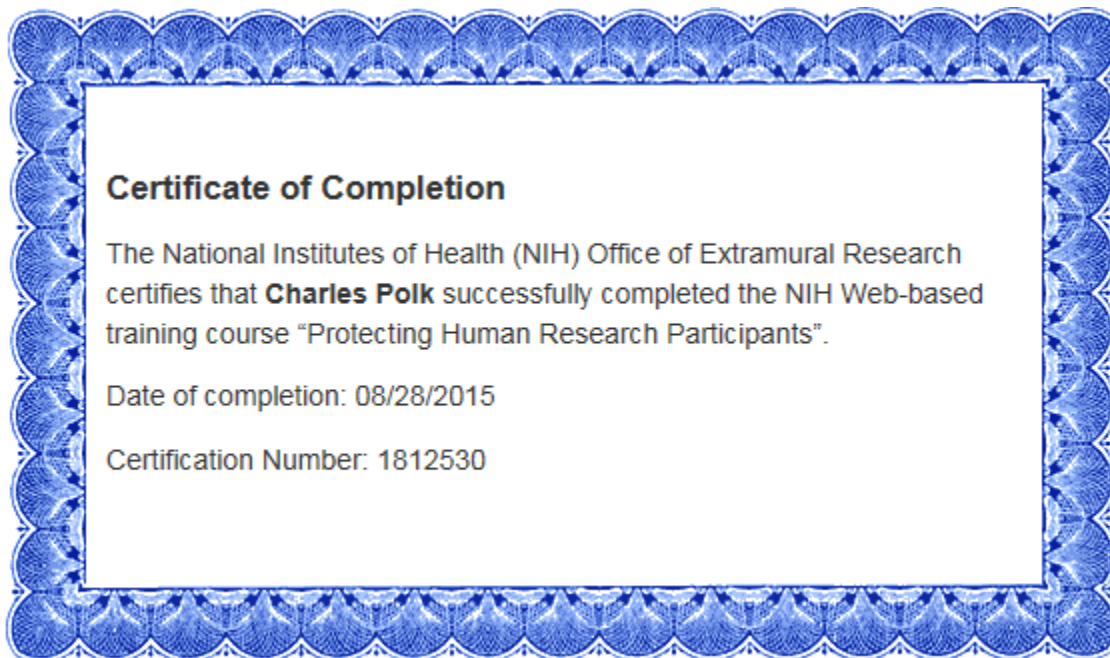 Certificate of Completion
The National Institutes of Health (NIH) Office of Extramural Research
certifies that Charles Polk successfully completed the NIH Web-based
training course “Protecting Human Research Participants”.
Date of completion: 08/28/2015
Certification Number: 1812530